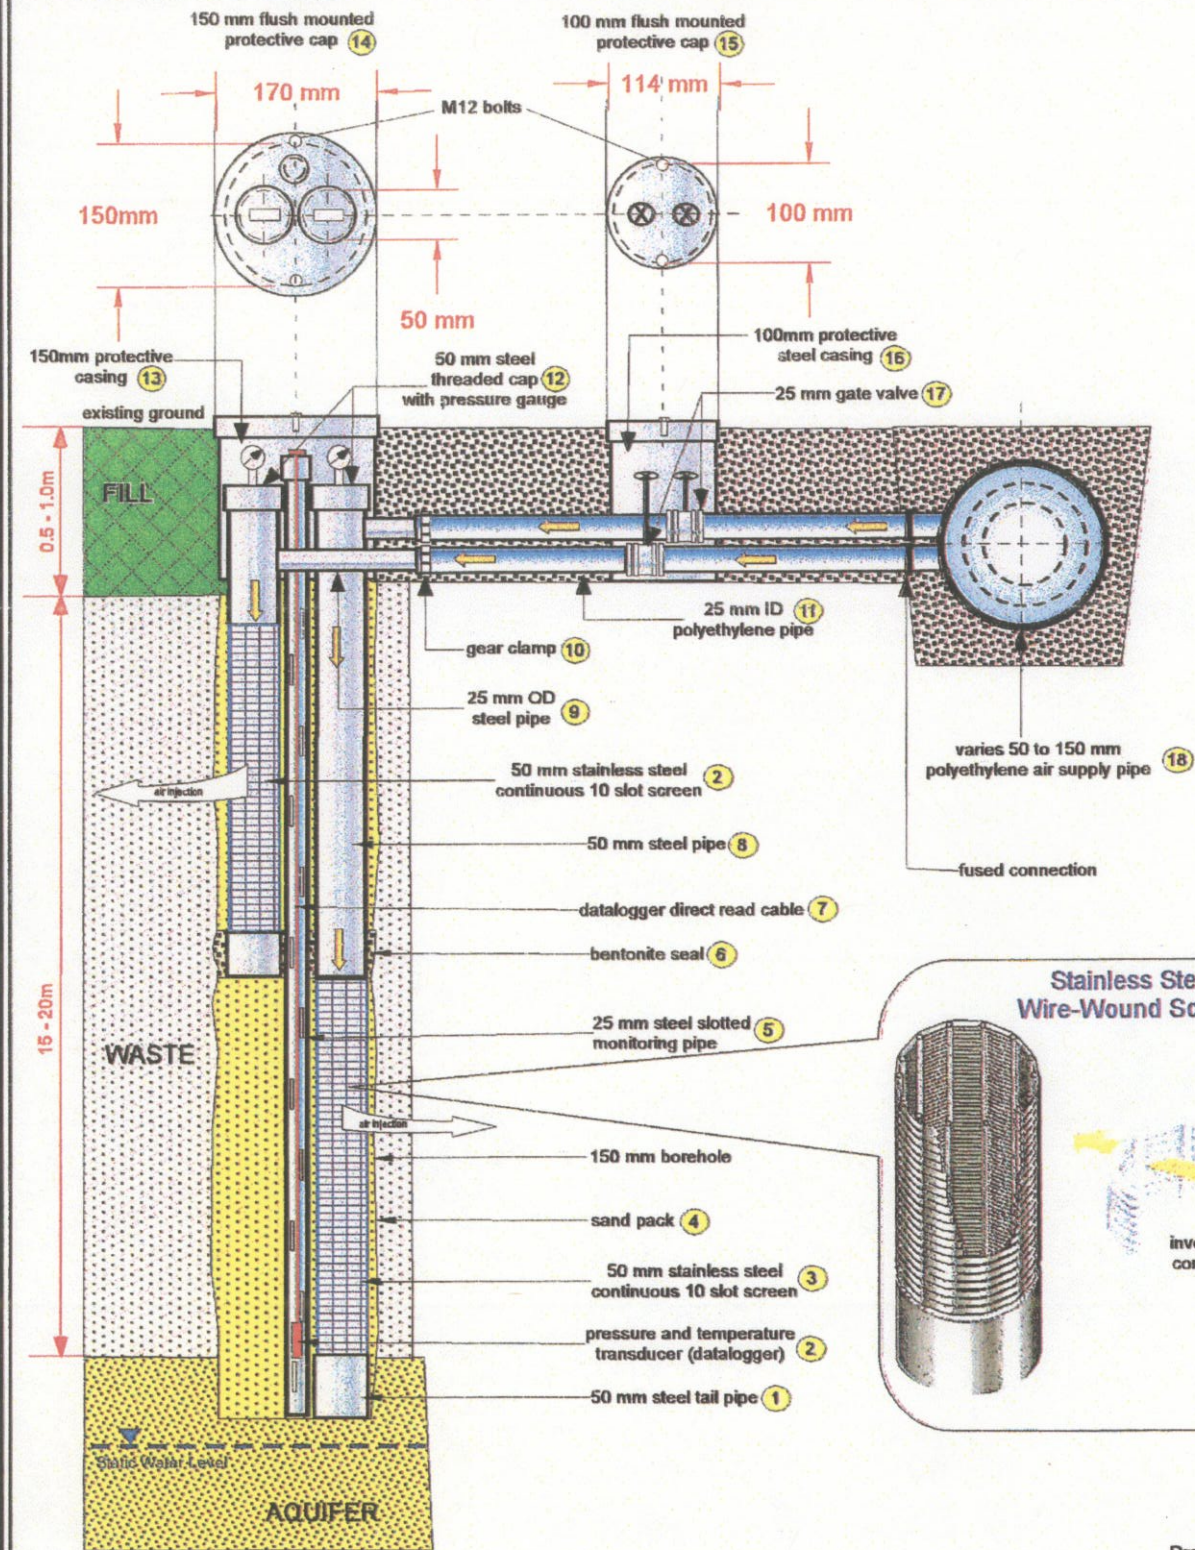 150 mm flush mounted
protective cap 14
100 mm flush mounted
protective cap 15
170 mm
114 mm
M12 bolts
150mm
100 mm
50 mm
150mm protective
casing 13
50 mm steel
threaded cap 12
with pressure gauge
100mm protective
steel casing 16
25 mm gate valve 17
existing ground
FILL
0.5 - 1.0m
25 mm ID 11
polyethylene pipe
gear clamp 10
25 mm OD
steel pipe 9
varies 50 to 150 mm
polyethylene air supply pipe 18
50 mm stainless steel
continuous 10 slot screen 2
air injection
50 mm steel pipe 8
fused connection
datalogger direct read cable 7
bentonite seal 6
Stainless Ste
Wire-Wound Sc
25 mm steel slotted
monitoring pipe 5
15 - 20m
WASTE
air injection
150 mm borehole
sand pack 4
inve
con
50 mm stainless steel
continuous 10 slot screen 3
pressure and temperature
transducer (datalogger) 2
50 mm steel tail pipe 1
Static Water Level
AQUIFER